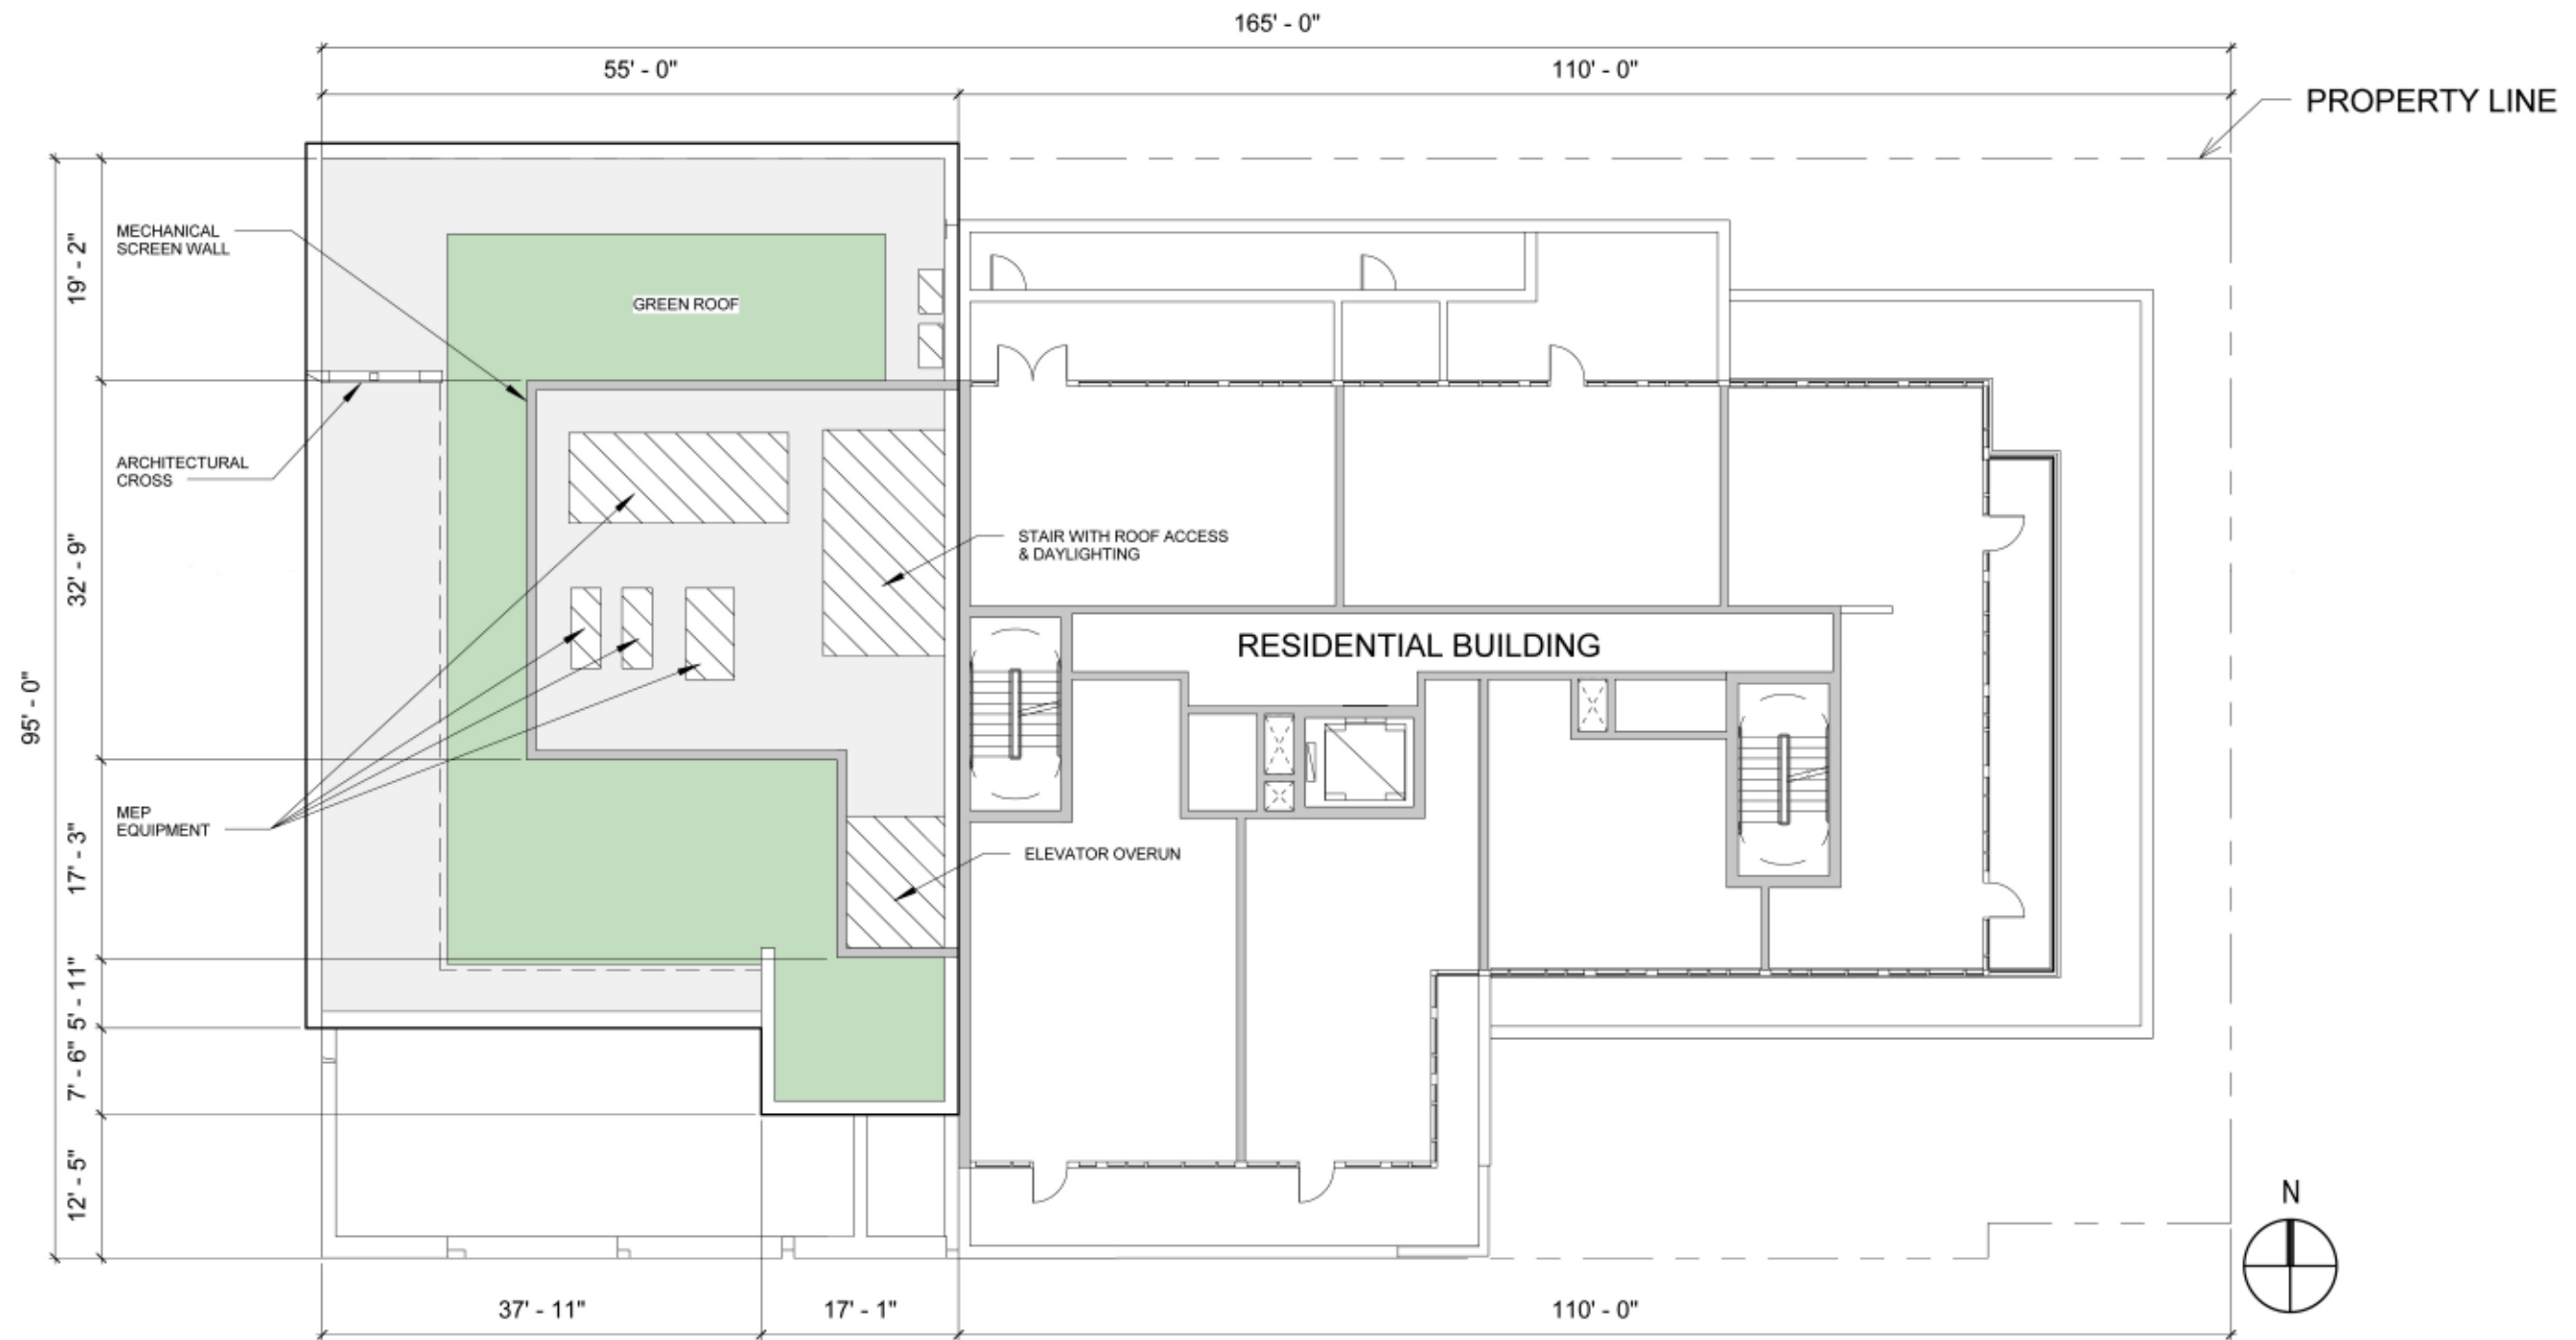 165' - 0"
55' - 0"
110' - 0"
PROPERTY LINE
MECHANICAL
SCREEN WALL
19' - 2"
GREEN ROOF
ARCHITECTURAL
CROSS
STAIR WITH ROOF ACCESS
& DAYLIGHTING
32' - 9"
RESIDENTIAL BUILDING
95' - 0"
MEP
EQUIPMENT
17' - 3"
ELEVATOR OVERUN
5' - 11"
7' - 6"
12' - 5"
N
37' - 11"
17' - 1"
110' - 0"